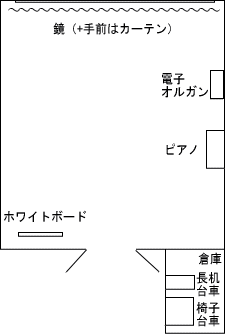 鏡（+手前はカーテン）
電子
オルガン
ピアノ
ホワイトボード
倉庫
長机
台車
椅子
台車